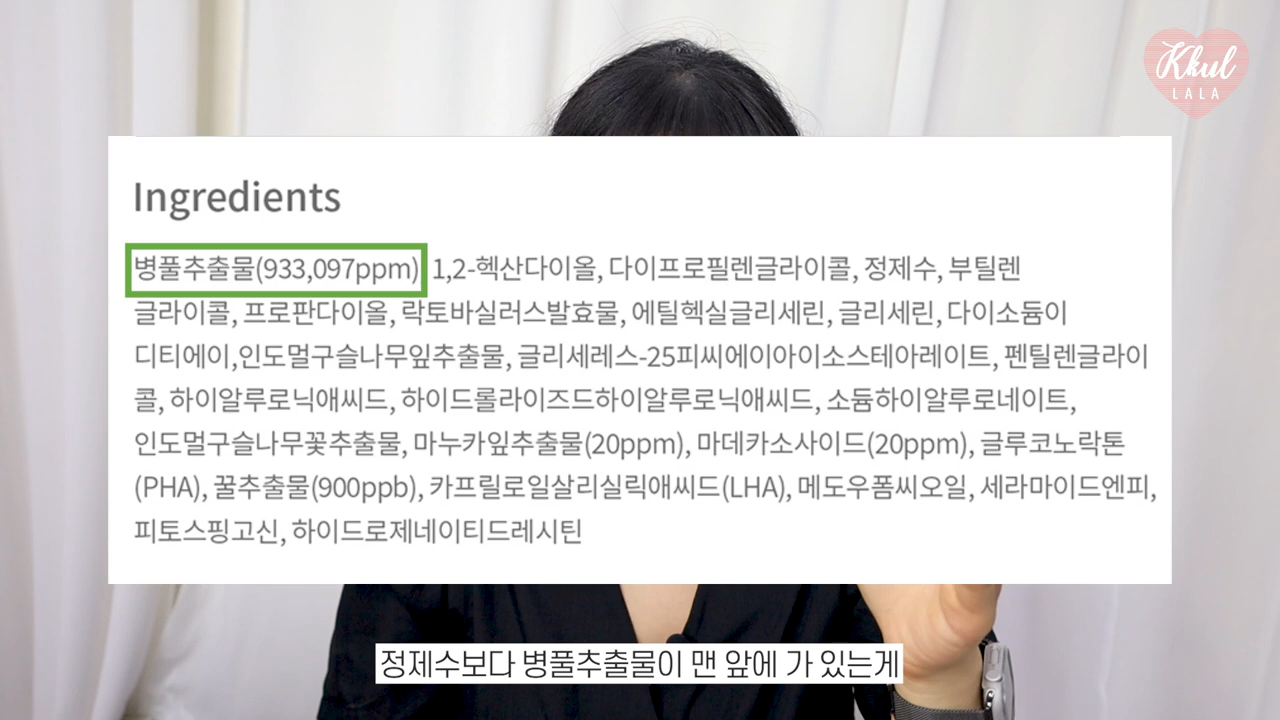 Kkul
LALA
Ingredients
병풀추출물(933,097ppm) 1,2-헥산다이올, 다이프로필렌글라이콜, 정제수, 부틸렌
글라이콜, 프로판다이올, 락토바실러스발효물, 에틸헥실글리세린, 글리세린, 다이소듐이
디티에이,인도멀구슬나무잎추출물, 글리세레스-25피씨에이아이소스테아레이트, 펜틸렌글라이
콜, 하이알루로닉애씨드, 하이드롤라이즈드하이알루로닉애씨드, 소듐하이알루로네이트,
인도멀구슬나무꽃추출물, 마누카잎추출물(20ppm), 마데카소사이드(20ppm), 글루코노락톤
(PHA), 꿀추출물(900ppb), 카프릴로일살리실릭애씨드(LHA), 메도우폼씨오일, 세라마이드엔피,
피토스핑고신, 하이드로제네이티드레시틴
정제수보다 병풀추출물이 맨 앞에 가 있는게